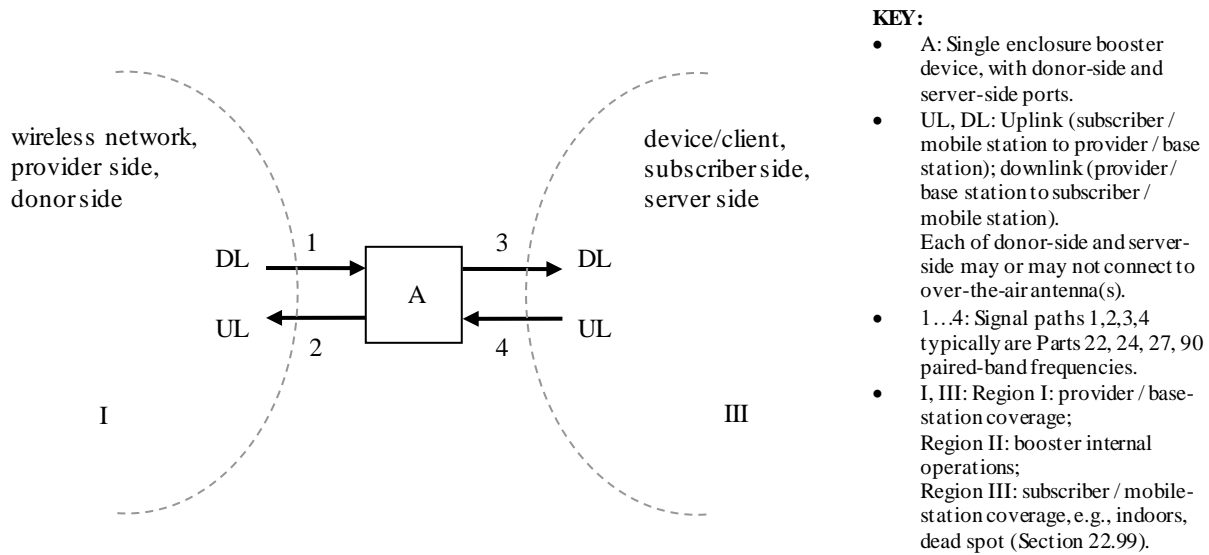 wireless network,
provider side,
donor side
device/client,
subscriber side,
server side
DL
1
3
DL
A
UL
2
4
UL
I
III
KEY:
• A: Single enclosure booster
device, with donor-side and
server-side ports.
• UL, DL: Uplink (subscriber /
mobile station to provider / base
station); downlink (provider /
base station to subscriber /
mobile station).
Each of donor-side and server-
side may or may not connect to
over-the-air antenna(s).
• 1…4: Signal paths 1,2,3,4
typically are Parts 22, 24, 27, 90
paired-band frequencies.
• I, III: Region I: provider / base-
station coverage;
Region II: booster internal
operations;
Region III: subscriber / mobile-
station coverage, e.g., indoors,
dead spot (Section 22.99).